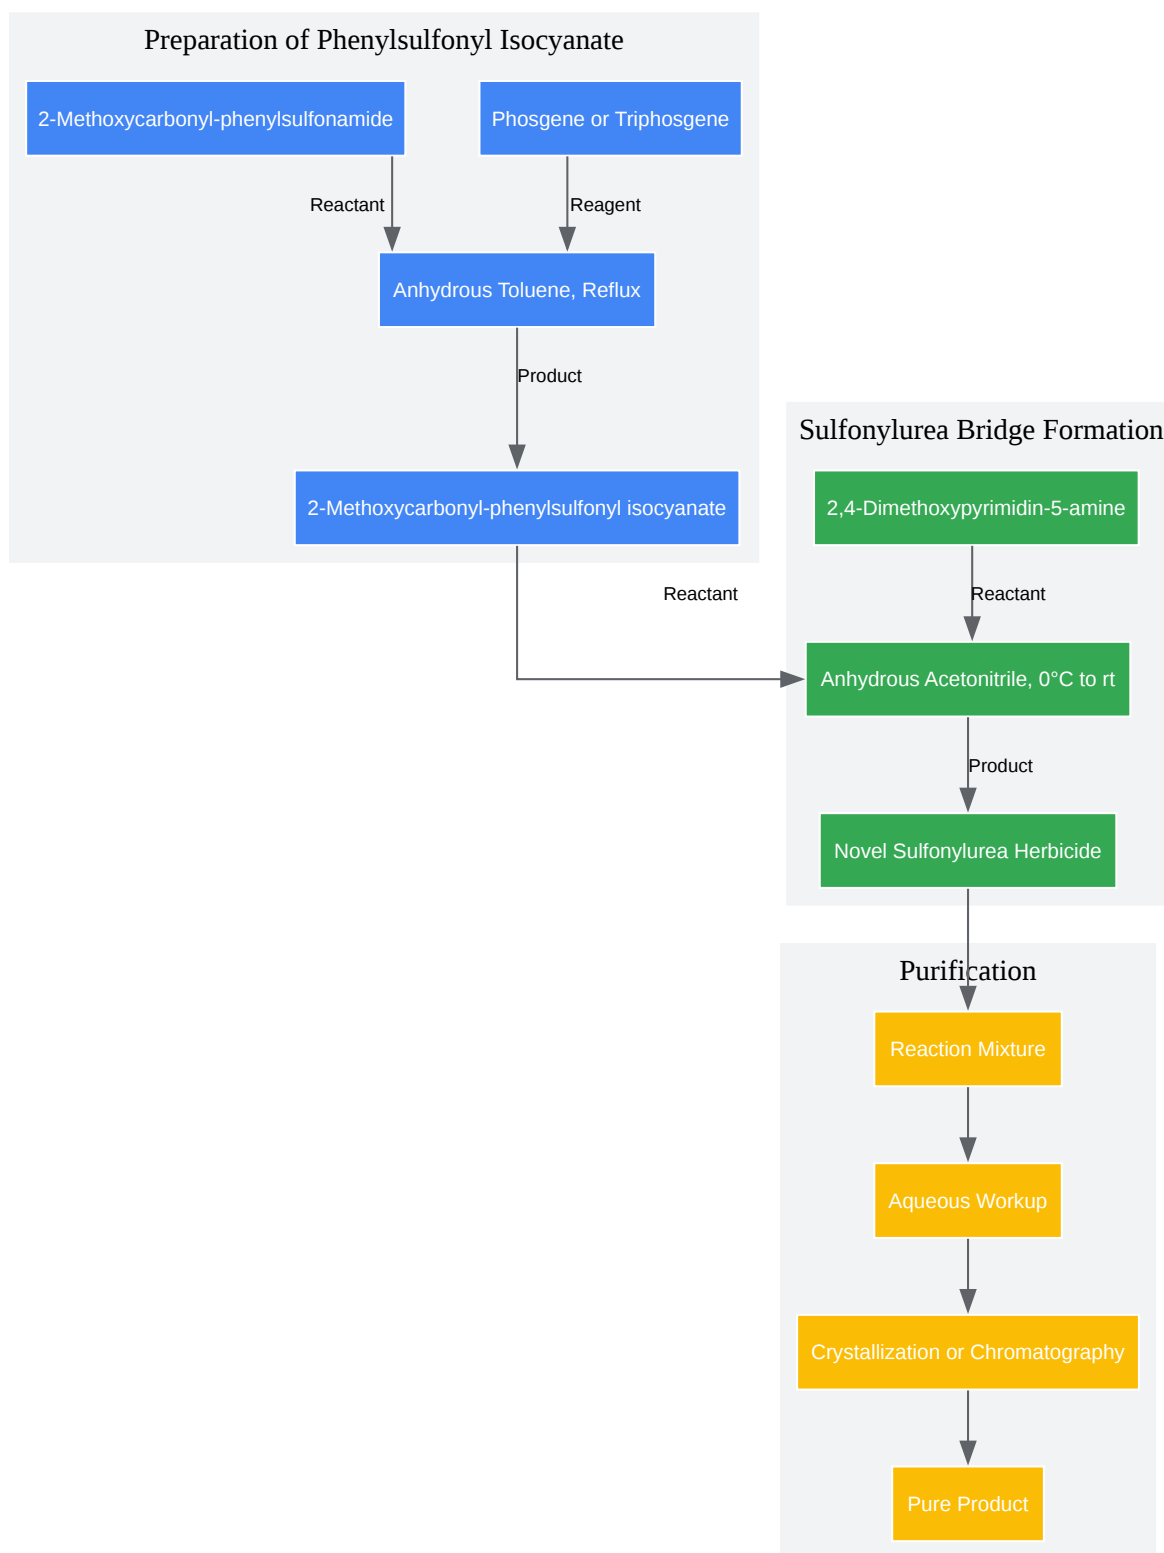 Preparation of Phenylsulfonyl Isocyanate
2-Methoxycarbonyl-phenylsulfonamide
Phosgene or Triphosgene
Reactant
Reagent
Anhydrous Toluene, Reflux
Product
2-Methoxycarbonyl-phenylsulfonyl isocyanate
Reactant
Sulfonylurea Bridge Formation
2,4-Dimethoxypyrimidin-5-amine
Reactant
Anhydrous Acetonitrile, 0°C to rt
Product
Novel Sulfonylurea Herbicide
Purification
Reaction Mixture
Aqueous Workup
Crystallization or Chromatography
Pure Product